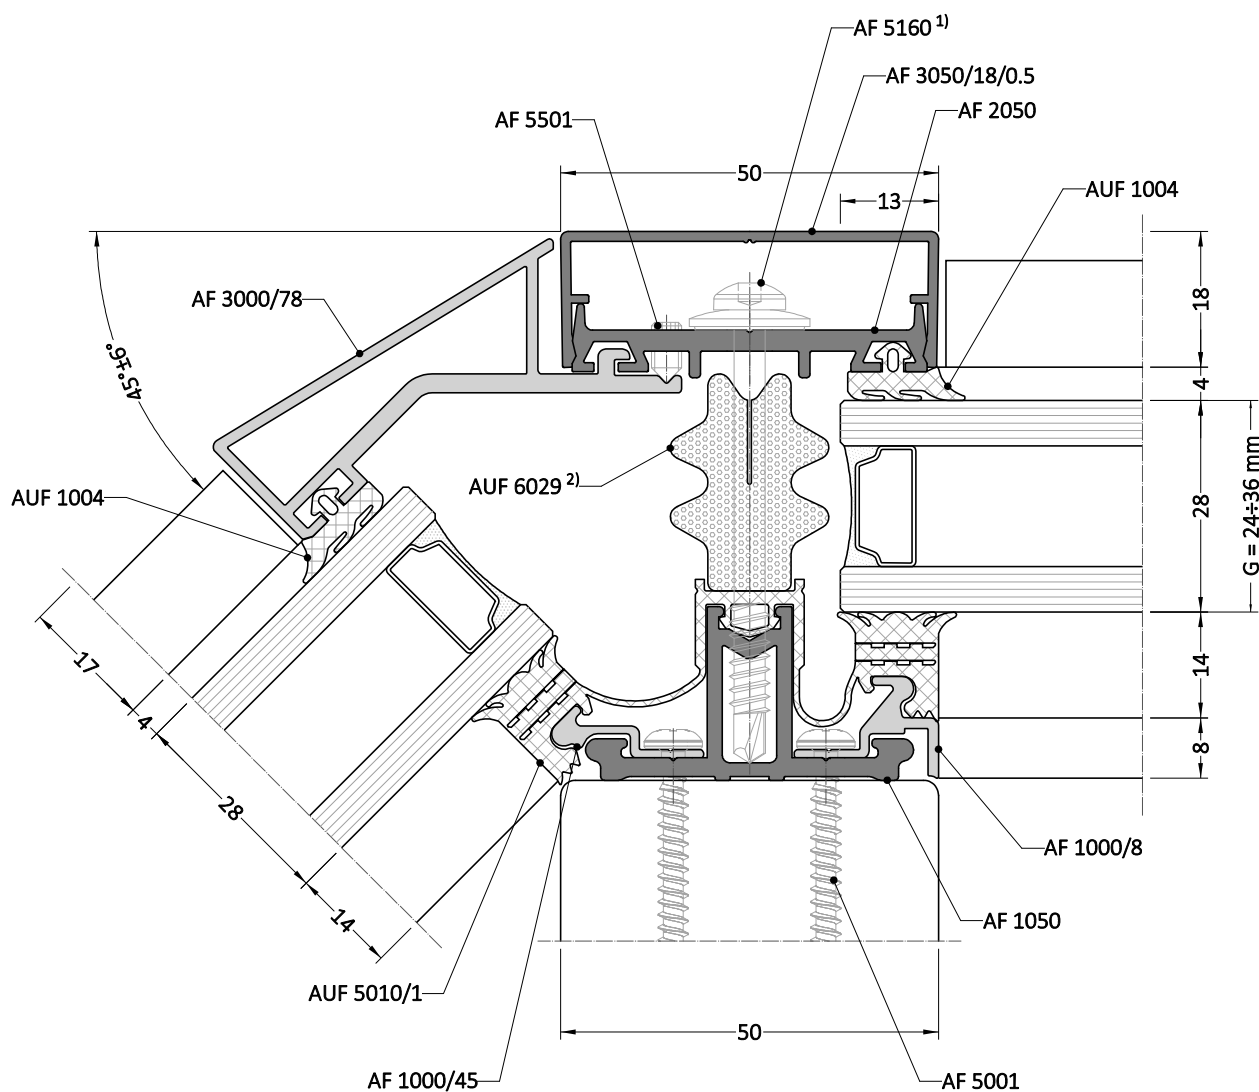 AF 5160 1)
AF 3050/18/0.5
AF 2050
AF 5501
50
AUF 1004
13
AF 3000/78
18
45°±6°
4
AUF 6029 2)
AUF 1004
28
G = 24÷36 mm
17
14
4
8
28
AF 1000/8
14
AF 1050
AUF 5010/1
50
AF 1000/45
AF 5001